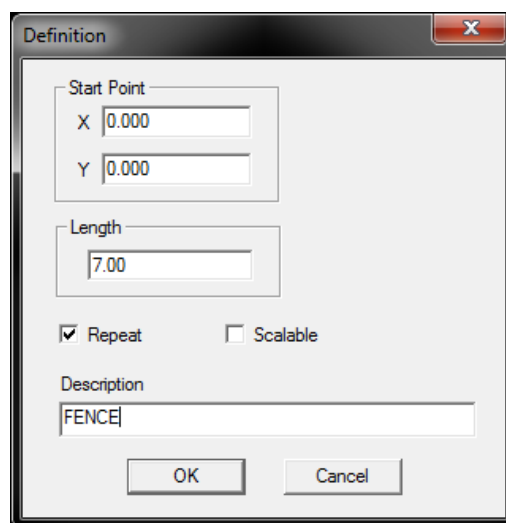 Definition
Start Point
X 0.000
Y 0.000
Length
7.00
Repeat Scalable
Description
FENCE
OK Cancel